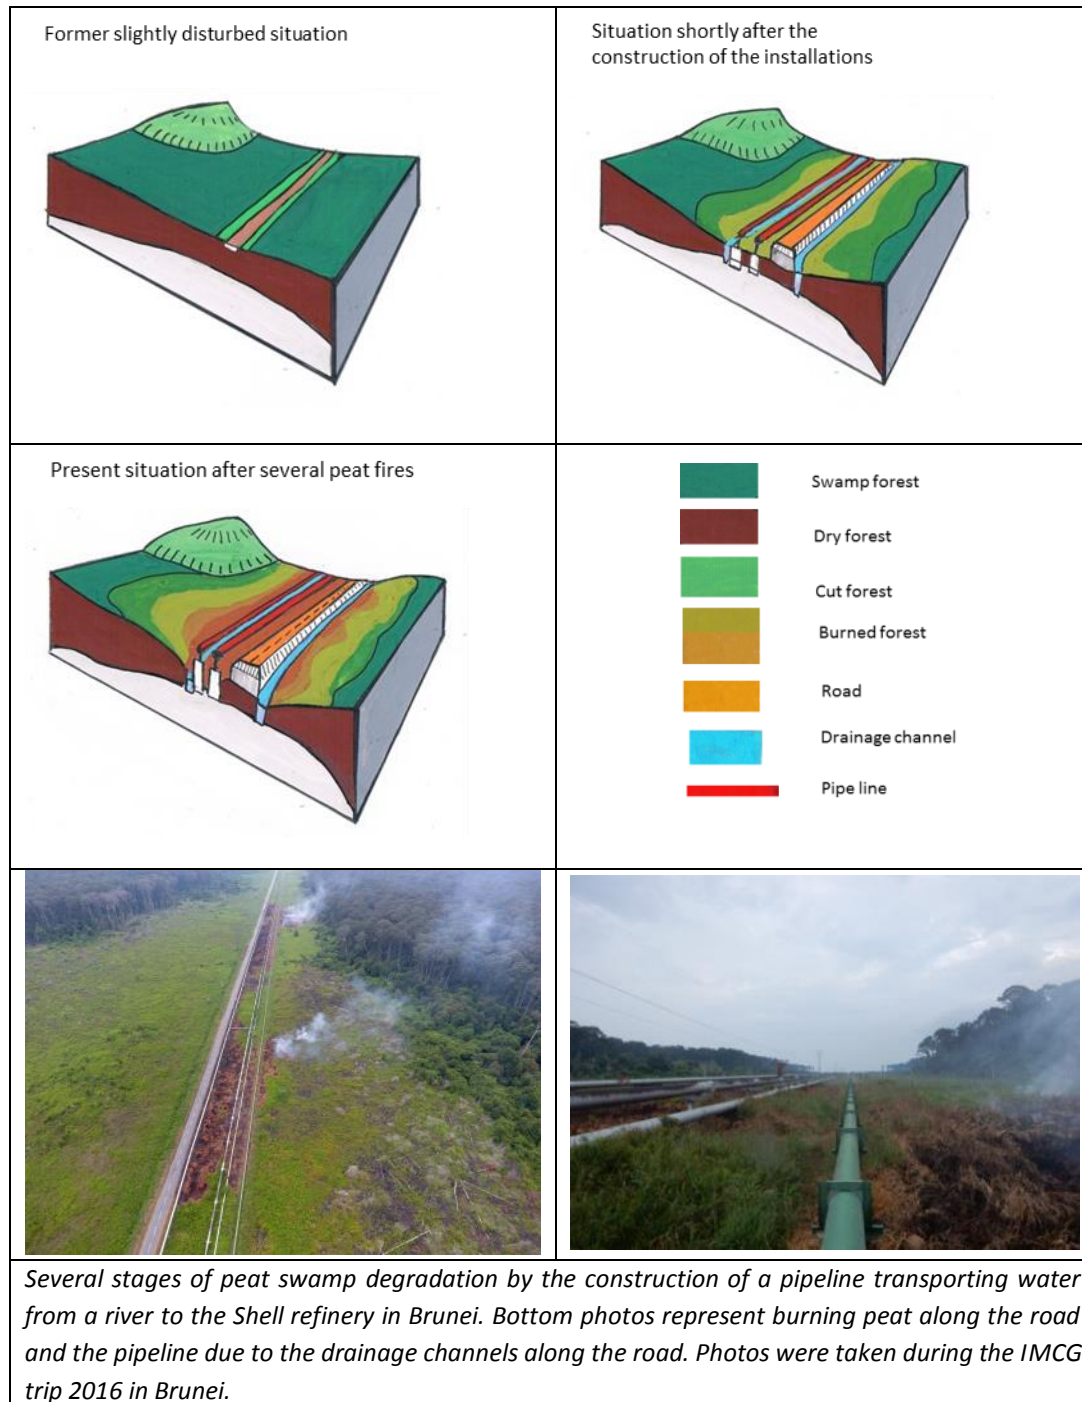 Former slightly disturbed situation
Situation shortly after the
construction of the installations
Present situation after several peat fires
Swamp forest
Dry forest
Cut forest
Burned forest
Road
Drainage channel
Pipe line
Several stages of peat swamp degradation by the construction of a pipeline transporting water
from a river to the Shell refinery in Brunei. Bottom photos represent burning peat along the road
and the pipeline due to the drainage channels along the road. Photos were taken during the IMCG
trip 2016 in Brunei.